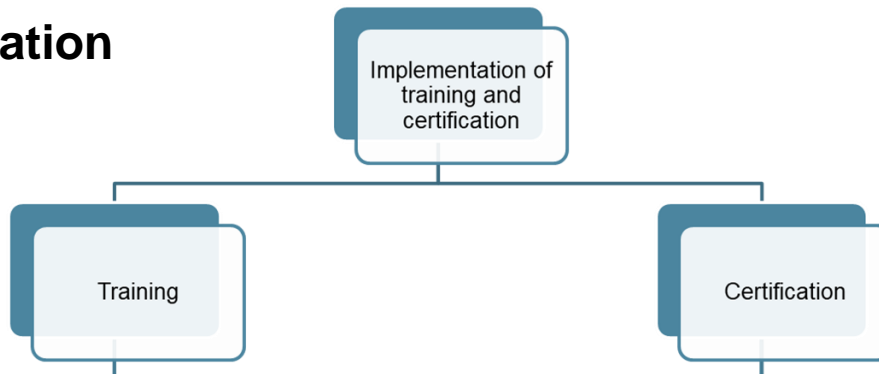 ation
Implementation of
training and
certification
Training
Certification